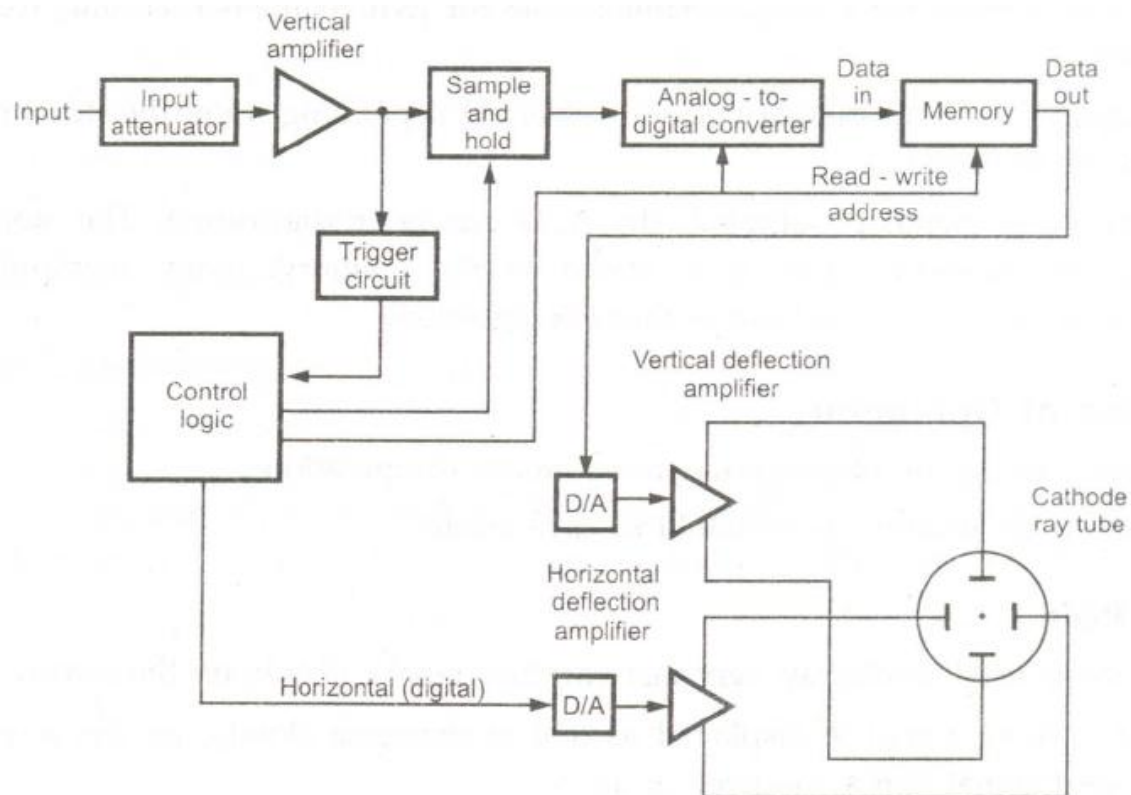 Vertical
amplifier
Input
Input
attenuator
Sample
and
hold
Analog - to-
digital converter
Data
in
Memory
Data
out
Read - write
address
Trigger
circuit
Control
logic
Vertical deflection
amplifier
D/A
Cathode
ray tube
Horizontal
deflection
amplifier
Horizontal (digital)
D/A